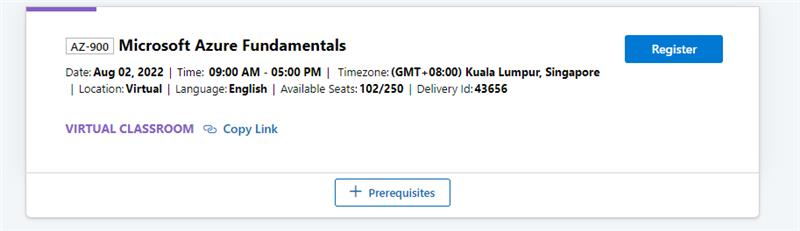 AZ-900 Microsoft Azure Fundamentals Register
Date: Aug 02, 2022 | Time: 09:00 AM - 05:00 PM | Timezone: (GMT+08:00) Kuala Lumpur, Singapore
| Location: Virtual | Language: English | Available Seats: 102/250 | Delivery Id: 43656
VIRTUAL CLASSROOM Copy Link
+ Prerequisites